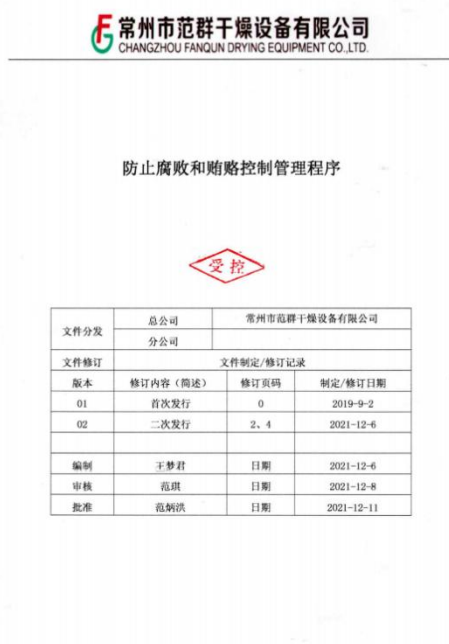 常州市范群干燥设备有限公司
CHANGZHOU FANQUN DRYING EQUIPMENT CO.,LTD.
防止腐败和贿赂控制管理程序
受控
文件分发 总公司 常州市范群干燥设备有限公司
分公司
文件修订 文件制定/修订记录
版本 修订内容（简述） 修订页码 制定/修订日期
01 首次发行 0 2019-9-2
02 二次发行 2、4 2021-12-6
编制 王梦君 日期 2021-12-6
审核 范琪 日期 2021-12-8
批准 范炳洪 日期 2021-12-11